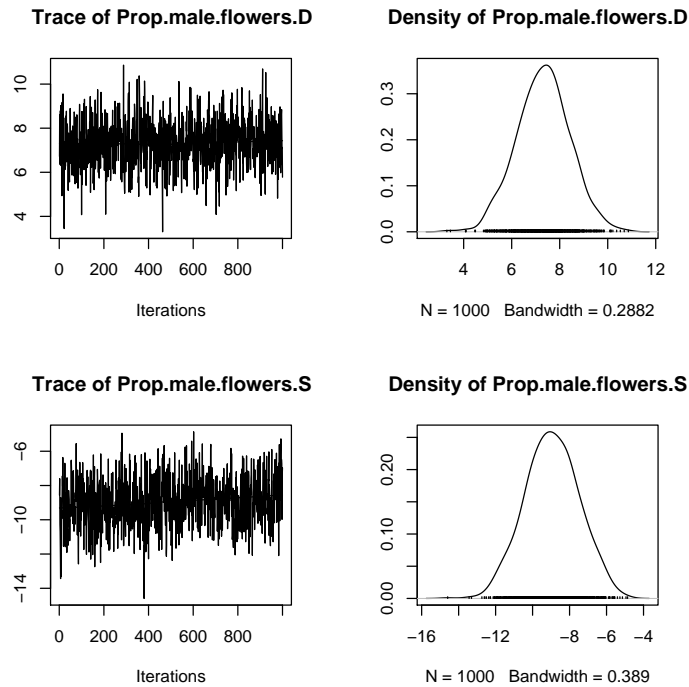 Trace of Prop.male.flowers.D
4 6 8 10
0 200 400 600 800
Iterations
Density of Prop.male.flowers.D
0.0 0.1 0.2 0.3
4 6 8 10 12
N = 1000 Bandwidth = 0.2882
Trace of Prop.male.flowers.S
−14 −10 −6
0 200 400 600 800
Iterations
Density of Prop.male.flowers.S
0.00 0.10 0.20
−16 −12 −8 −6 −4
N = 1000 Bandwidth = 0.389